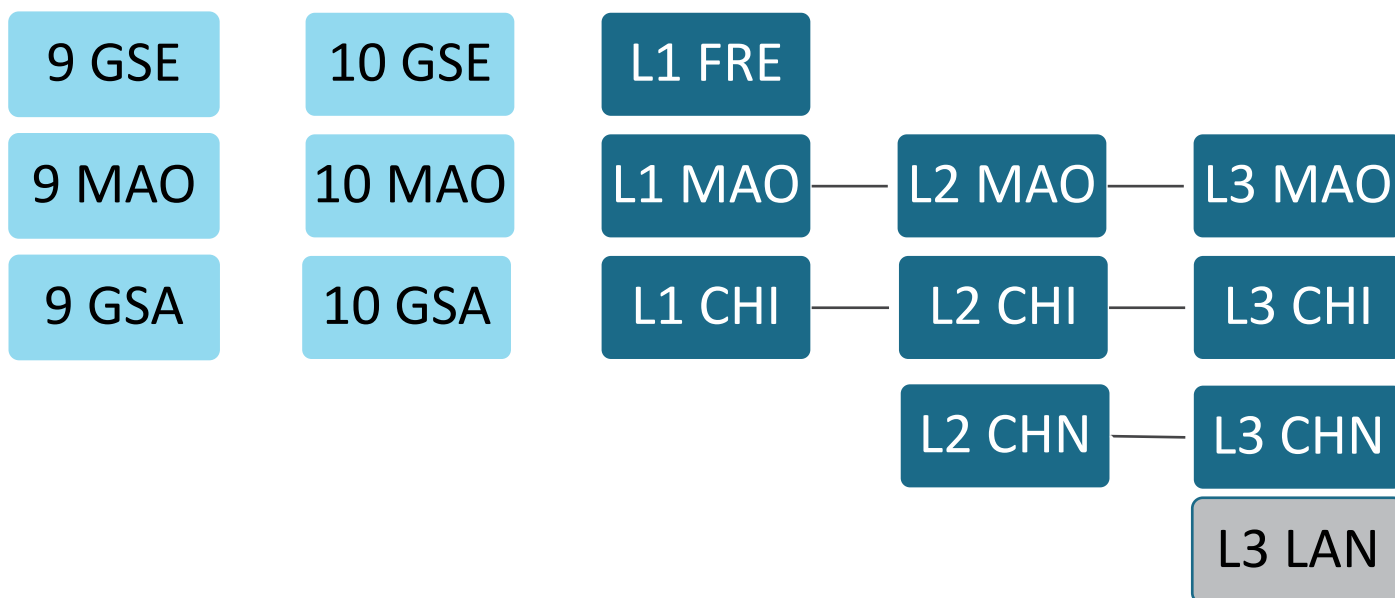 9 GSE 10 GSE L1 FRE
9 MAO 10 MAO L1 MAO L2 MAO L3 MAO
9 GSA 10 GSA L1 CHI L2 CHI L3 CHI
L2 CHN L3 CHN
L3 LAN